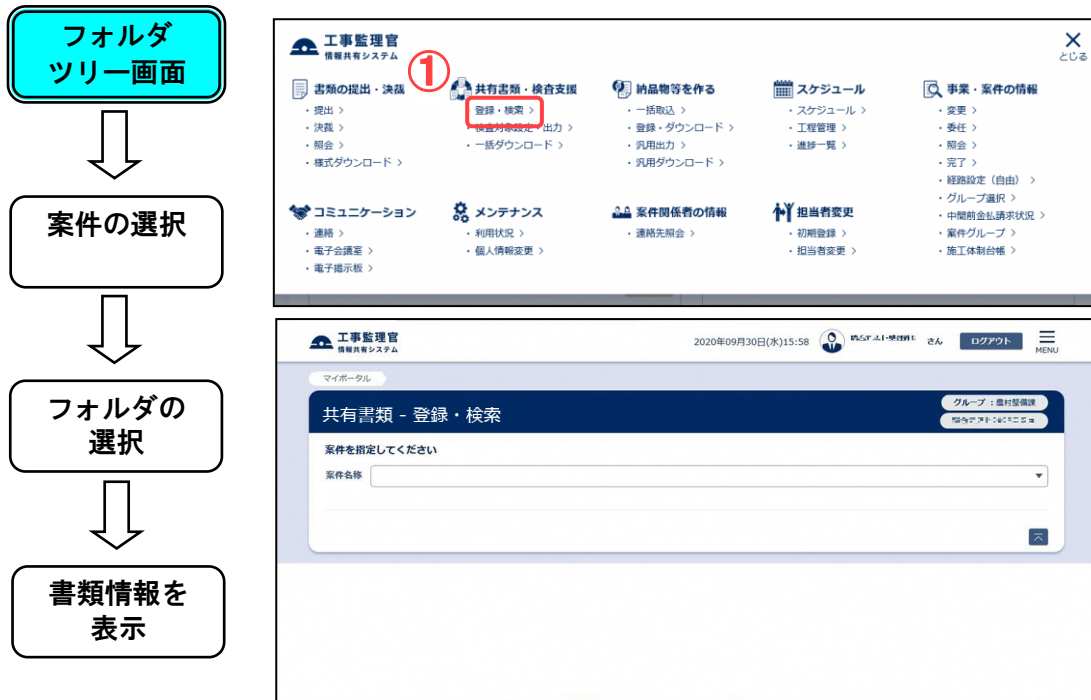 フォルダ
ツリー画面
案件の選択
フォルダの
選択
書類情報を
表示
工事監理官
情報共有システム
とじる
①
書類の提出・決裁
・提出 >
・決裁 >
・照会 >
・様式ダウンロード >
共有書類・検査支援
・登録・検索 >
・検査対象設定・出力 >
・一括ダウンロード >
納品物等を作る
・一括取込 >
・登録・ダウンロード >
・汎用出力 >
・汎用ダウンロード >
スケジュール
・スケジュール >
・工程管理 >
・進捗一覧 >
事業・案件の情報
・変更 >
・委任 >
・照会 >
・完了 >
・経路設定（自由） >
・グループ選択 >
・中間前金払請求状況 >
・案件グループ >
・施工体制台帳 >
コミュニケーション
・連絡 >
・電子会議室 >
・電子掲示板 >
メンテナンス
・利用状況 >
・個人情報変更 >
案件関係者の情報
・連絡先照会 >
担当者変更
・初期登録 >
・担当者変更 >
工事監理官
情報共有システム
2020年09月30日(水)15:58
さん
ログアウト
MENU
マイポータル
共有書類 - 登録・検索
グループ：農村整備課
案件を指定してください
案件名称